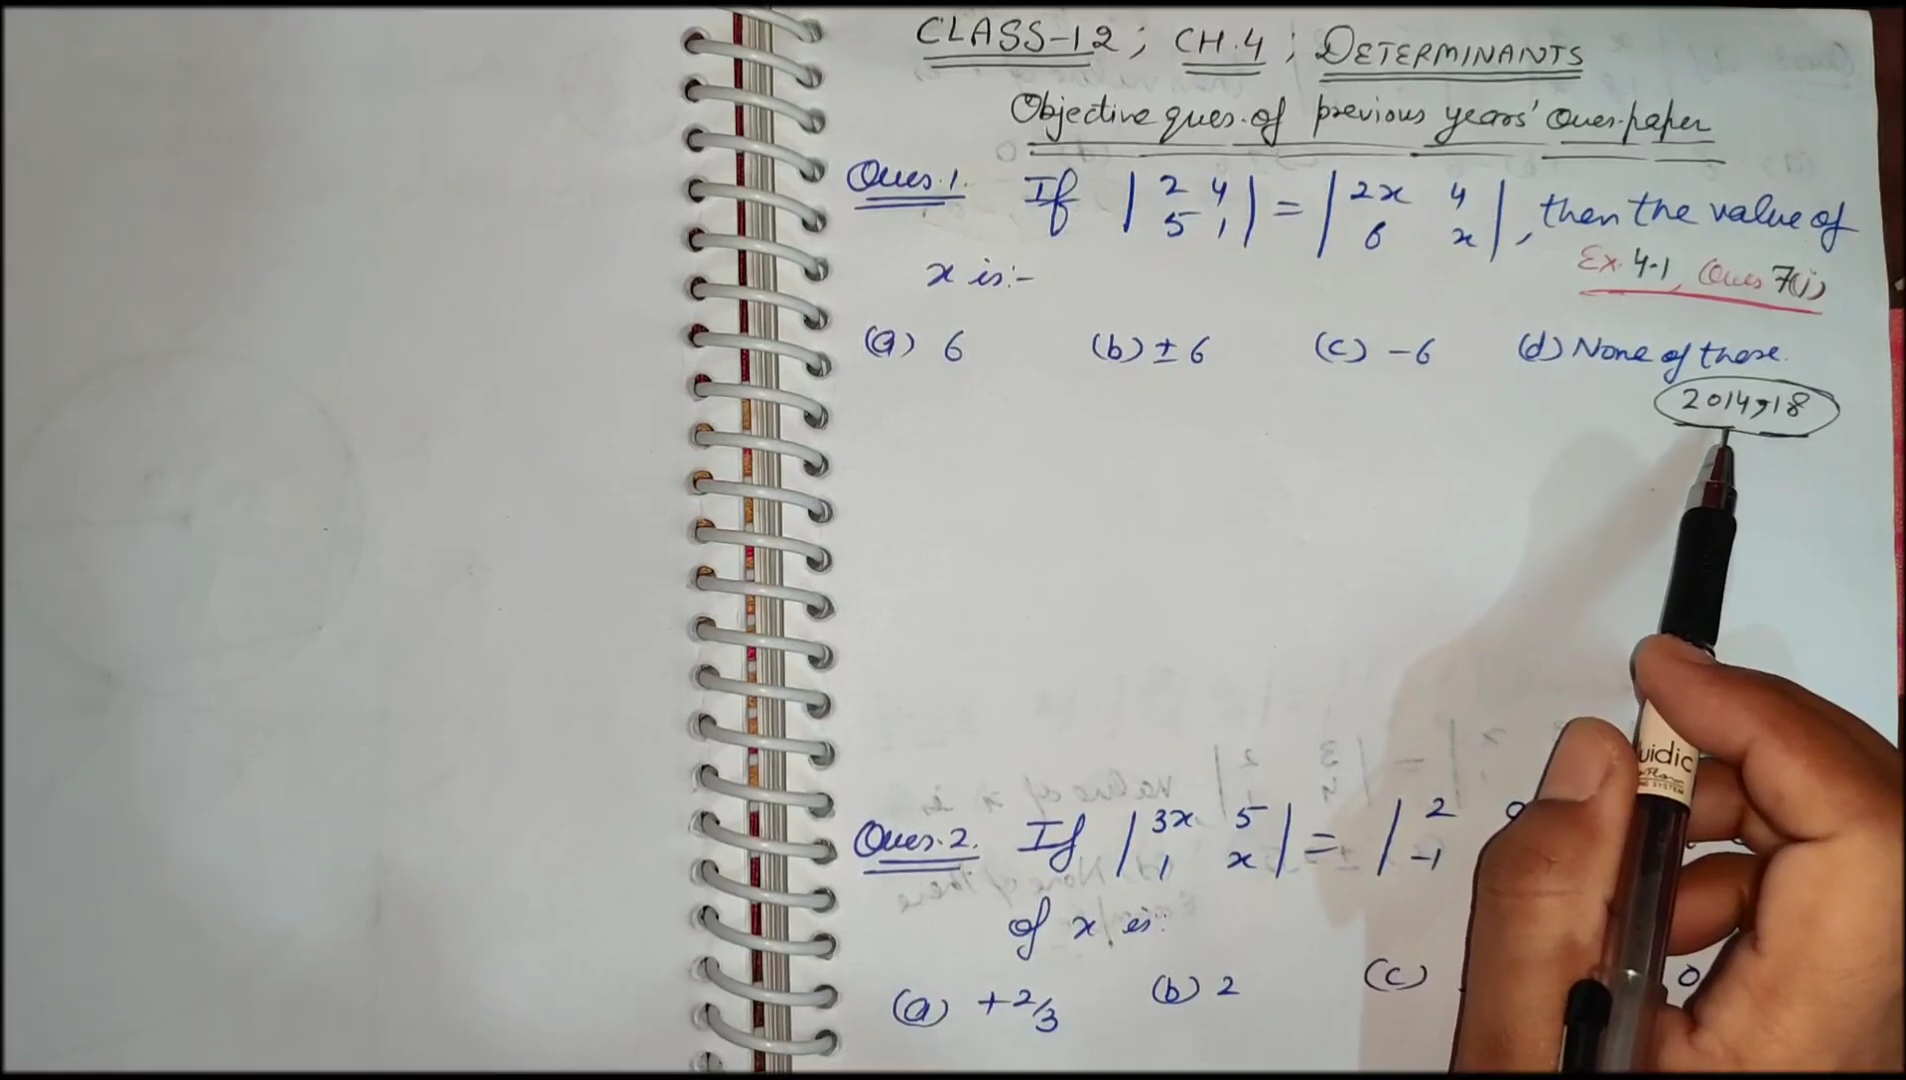 CLASS-12 ; CH.4 ; DETERMINANTS
Objective ques. of previous years' Ques.paper
Ques.1. If | 2 4 | = | 2x 4 | , then the value of
5 1 6 x
x is:-
Ex. 4.1, Ques 7(i)
(a) 6 (b) ± 6 (c) -6 (d) None of these.
2014,18
Ques.2. If | 3x 5 | = | 2
1 x -1
of x is:
(a) +2/3 (b) 2 (c) 0
uidic